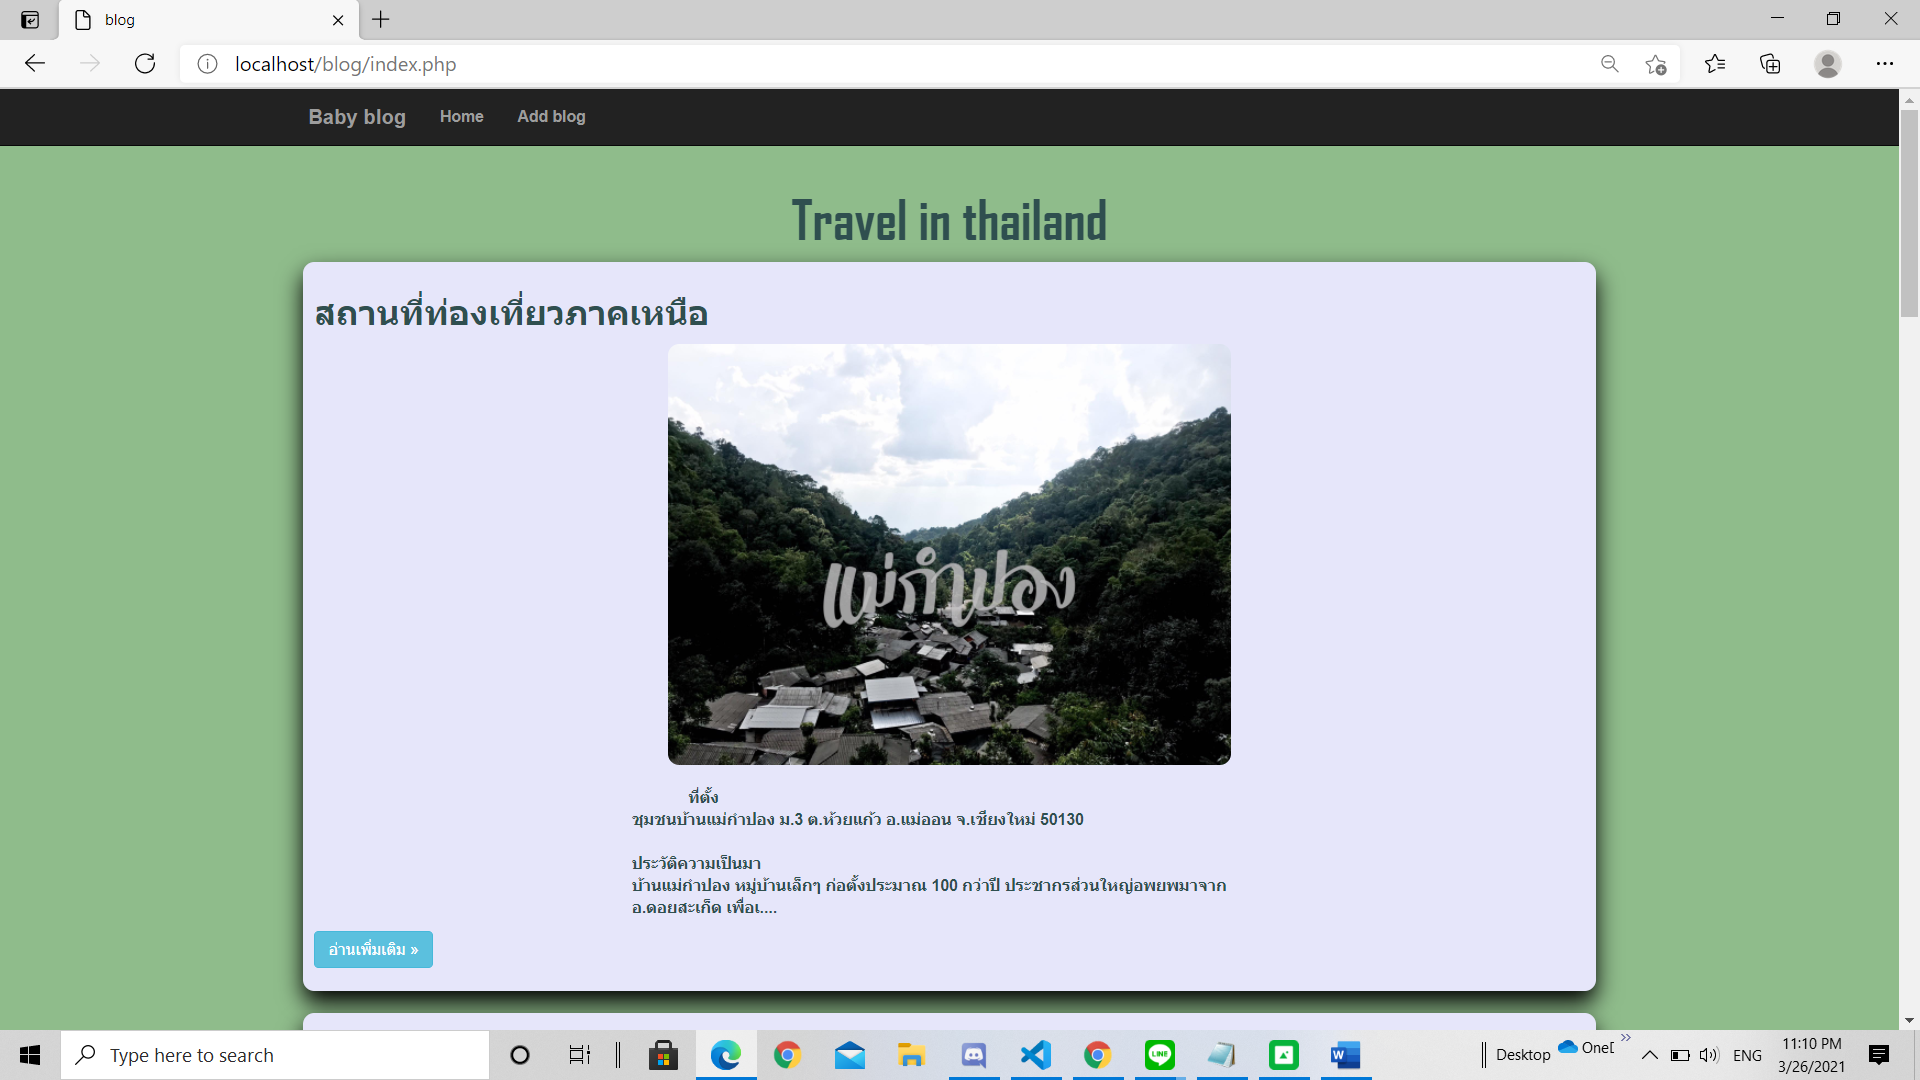 blog
localhost/blog/index.php
Baby blog Home Add blog
Travel in thailand
สถานที่ท่องเที่ยวภาคเหนือ
แม่กำปอง
ที่ตั้ง
ชุมชนบ้านแม่กำปอง ม.3 ต.ห้วยแก้ว อ.แม่ออน จ.เชียงใหม่ 50130
ประวัติความเป็นมา
บ้านแม่กำปอง หมู่บ้านเล็กๆ ก่อตั้งประมาณ 100 กว่าปี ประชากรส่วนใหญ่อพยพมาจาก
อ.ดอยสะเก็ด เพื่อเ....
อ่านเพิ่มเติม »
Type here to search
LINE
W
Desktop
OneD
ENG
11:10 PM
3/26/2021